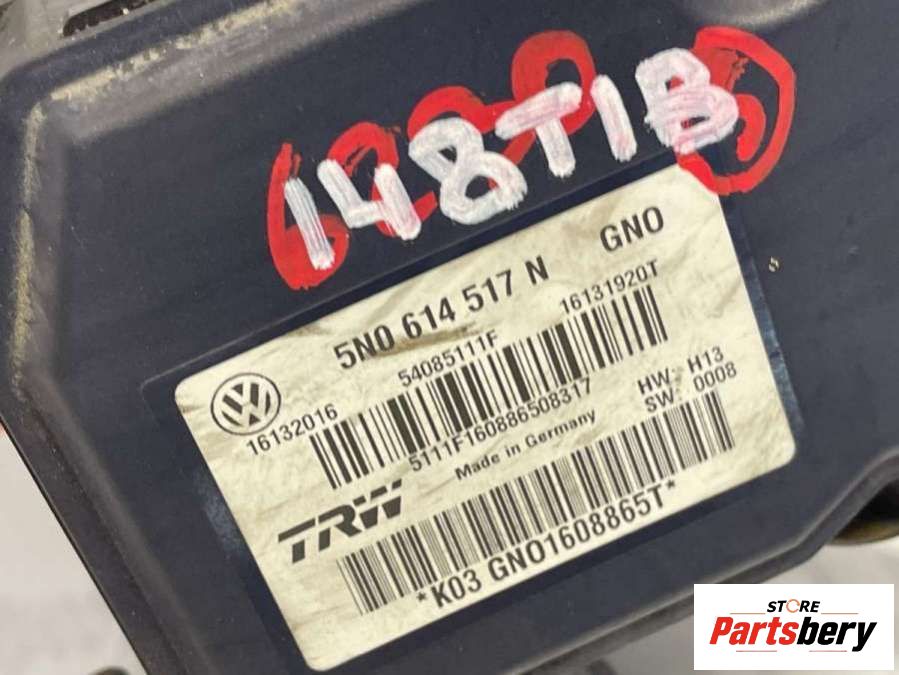 148TIB
5N0 614 517 N GNO
54085111F 16131920T
16132016
5111F160886508317
HW: H13
SW: 0008
Made in Germany
TRW
*K03 GNO1608865T*
STORE
Partsbery